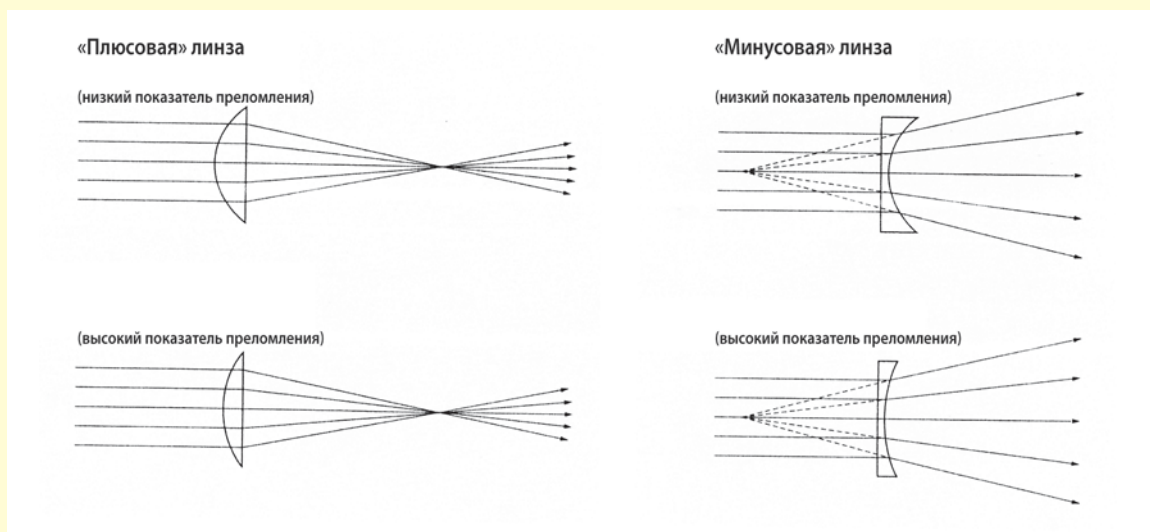 «Плюсовая» линза
(низкий показатель преломления)
(высокий показатель преломления)
«Минусовая» линза
(низкий показатель преломления)
(высокий показатель преломления)